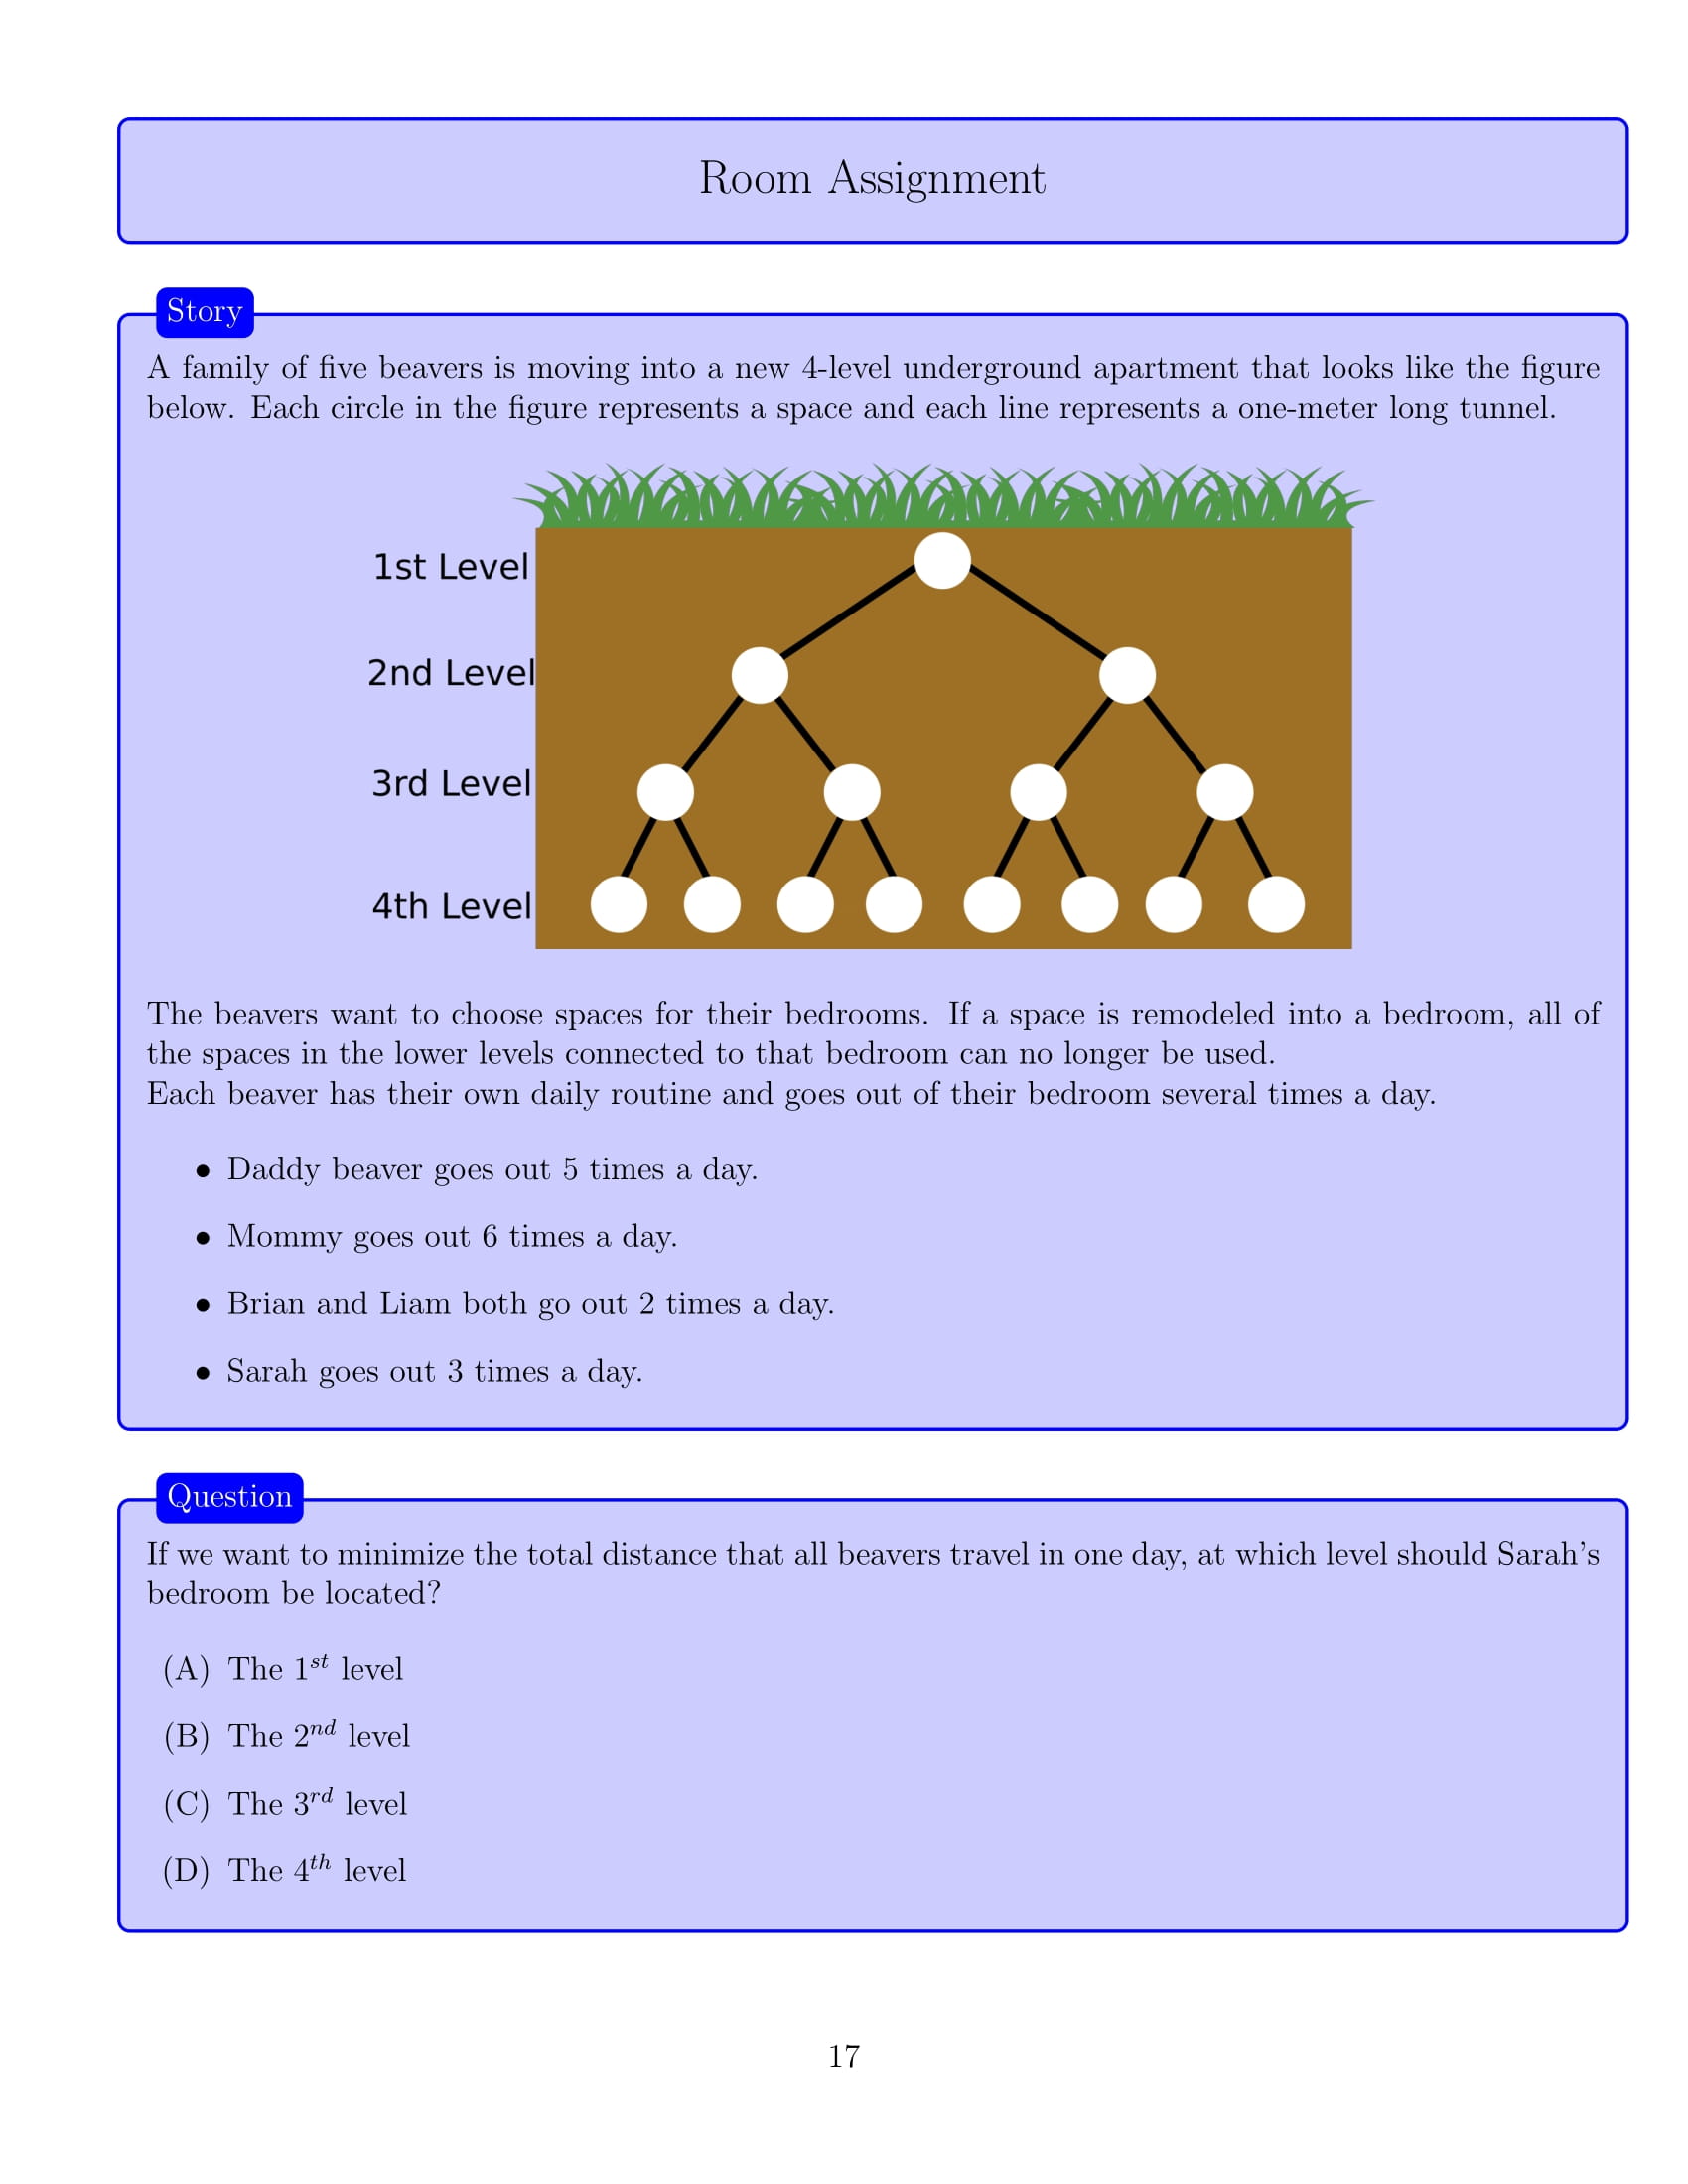 Room Assignment
Story
A family of five beavers is moving into a new 4-level underground apartment that looks like the figure
below. Each circle in the figure represents a space and each line represents a one-meter long tunnel.
1st Level
2nd Level
3rd Level
4th Level
The beavers want to choose spaces for their bedrooms. If a space is remodeled into a bedroom, all of
the spaces in the lower levels connected to that bedroom can no longer be used.
Each beaver has their own daily routine and goes out of their bedroom several times a day.
• Daddy beaver goes out 5 times a day.
• Mommy goes out 6 times a day.
• Brian and Liam both go out 2 times a day.
• Sarah goes out 3 times a day.
Question
If we want to minimize the total distance that all beavers travel in one day, at which level should Sarah's
bedroom be located?
(A) The 1st level
(B) The 2nd level
(C) The 3rd level
(D) The 4th level
17